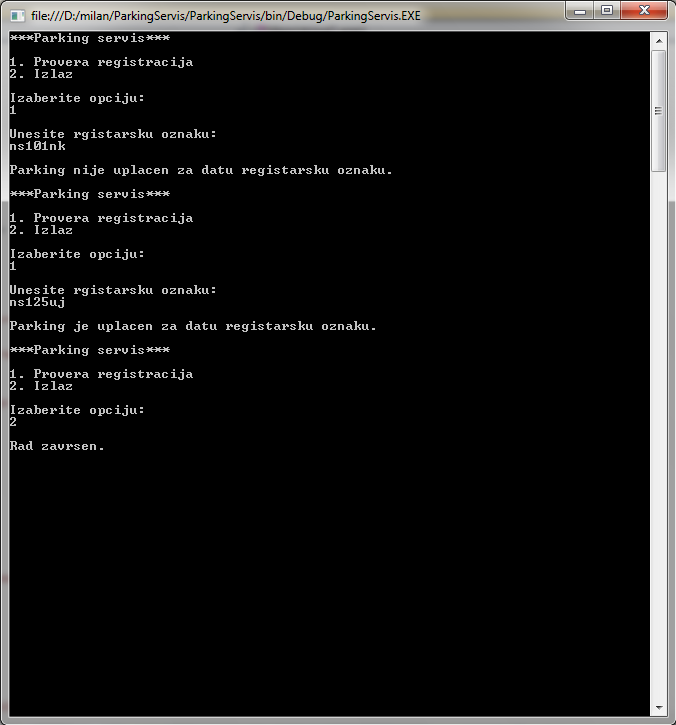 file:///D:/milan/ParkingServis/ParkingServis/bin/Debug/ParkingServis.EXE
***Parking servis***
1. Provera registracija
2. Izlaz
Izaberite opciju:
1
Unesite rgistarsku oznaku:
ns101nk
Parking nije uplacen za datu registarsku oznaku.
***Parking servis***
1. Provera registracija
2. Izlaz
Izaberite opciju:
1
Unesite rgistarsku oznaku:
ns125uj
Parking je uplacen za datu registarsku oznaku.
***Parking servis***
1. Provera registracija
2. Izlaz
Izaberite opciju:
2
Rad zavrsen.